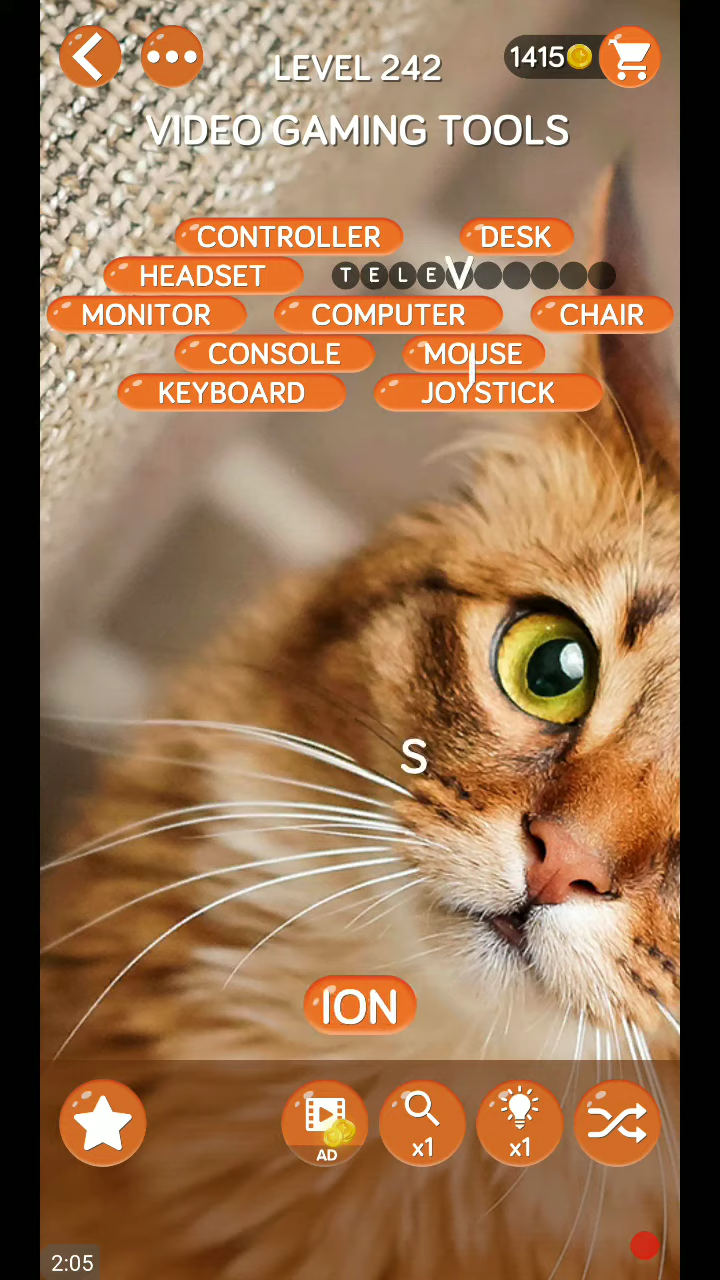 LEVEL 242
1415
VIDEO GAMING TOOLS
CONTROLLER DESK
HEADSET TELEV
MONITOR COMPUTER CHAIR
CONSOLE MOUSE
I
KEYBOARD JOYSTICK
S
ION
AD x1 x1
2:05